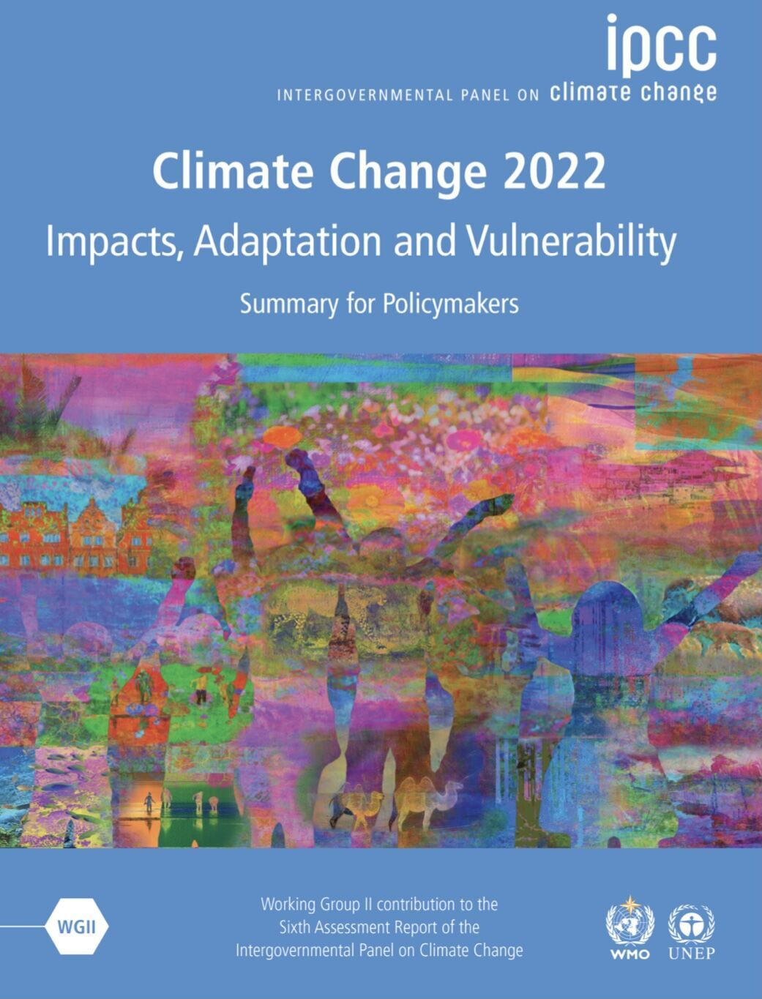 ipcc
INTERGOVERNMENTAL PANEL ON climate change
Climate Change 2022
Impacts, Adaptation and Vulnerability
Summary for Policymakers
WGII
Working Group II contribution to the
Sixth Assessment Report of the
Intergovernmental Panel on Climate Change
WMO
UNEP